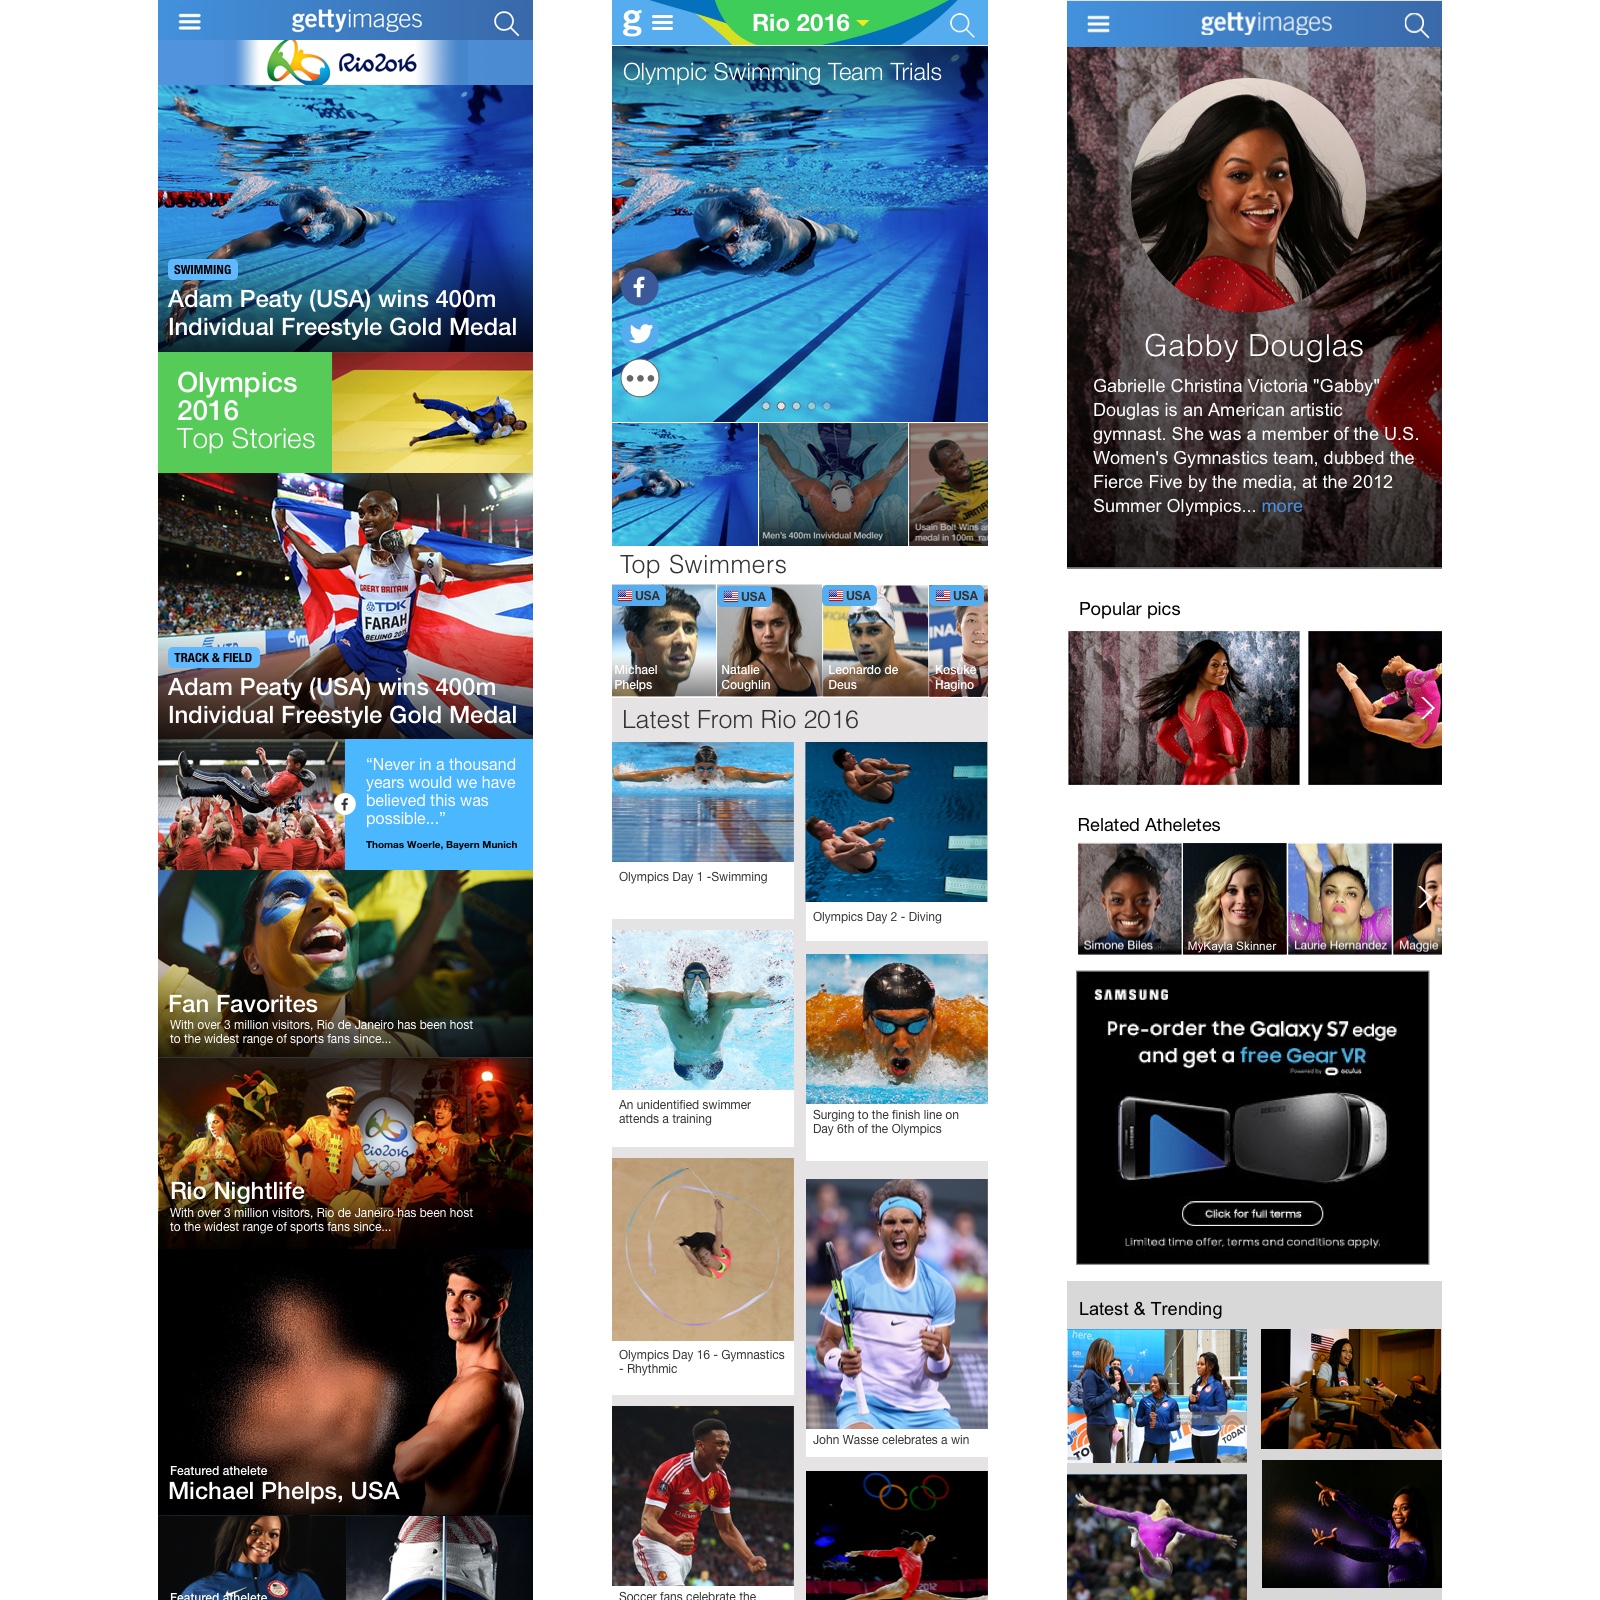 gettyimages
Rio2016
SWIMMING
Adam Peaty (USA) wins 400m
Individual Freestyle Gold Medal
Olympics
2016
Top Stories
GREAT BRITAIN
TDK
FARAH
BEIJING 2015
TRACK & FIELD
Adam Peaty (USA) wins 400m
Individual Freestyle Gold Medal
“Never in a thousand
years would we have
believed this was
possible...”
Thomas Woerle, Bayern Munich
Fan Favorites
With over 3 million visitors, Rio de Janeiro has been host
to the widest range of sports fans since...
Rio2016
Rio Nightlife
With over 3 million visitors, Rio de Janeiro has been host
to the widest range of sports fans since...
Featured athelete
Michael Phelps, USA
Featured athelete
g
Rio 2016
Olympic Swimming Team Trials
Men's 400m Invividual Medley
Usain Bolt Wins
medal in 100m
Top Swimmers
USA
USA
USA
USA
Michael
Phelps
Natalie
Coughlin
Leonardo de
Deus
Kosuke
Hagino
Latest From Rio 2016
Olympics Day 1 -Swimming
Olympics Day 2 - Diving
An unidentified swimmer
attends a training
Surging to the finish line on
Day 6th of the Olympics
Olympics Day 16 - Gymnastics
- Rhythmic
John Wasse celebrates a win
Soccer fans celebrate the
2012
gettyimages
Gabby Douglas
Gabrielle Christina Victoria "Gabby"
Douglas is an American artistic
gymnast. She was a member of the U.S.
Women's Gymnastics team, dubbed the
Fierce Five by the media, at the 2012
Summer Olympics... more
Popular pics
Related Atheletes
Simone Biles
MyKayla Skinner
Laurie Hernandez
Maggie
SAMSUNG
Pre-order the Galaxy S7 edge
and get a free Gear VR
Powered by oculus
SAMSUNG
Click for full terms
Limited time offer, terms and conditions apply.
Latest & Trending
here.
TODAY